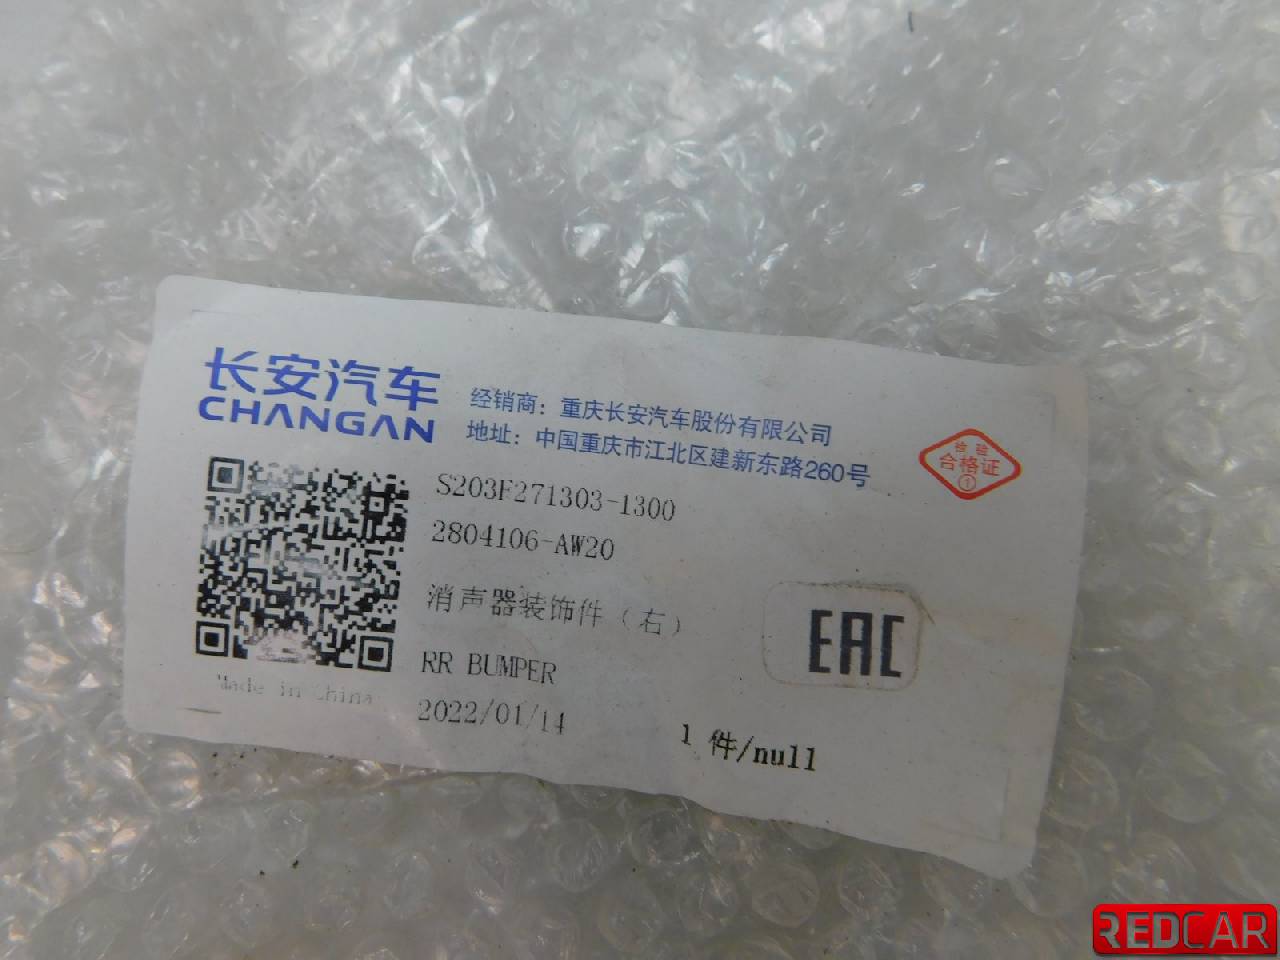 长安汽车
CHANGAN
经销商：重庆长安汽车股份有限公司
地址：中国重庆市江北区建新东路260号
检验
合格证
①
S203F271303-1300
2804106-AW20
消声器装饰件（右）
EAC
RR BUMPER
Made in China
2022/01/14
1 件/null
REDCAR